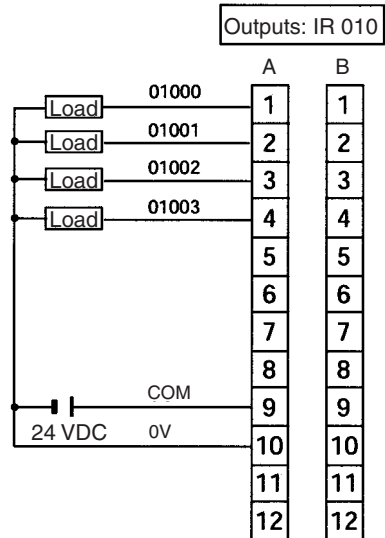 Outputs: IR 010
A B
Load 01000 1 1
Load 01001 2 2
Load 01002 3 3
Load 01003 4 4
5 5
6 6
7 7
8 8
COM 9 9
24 VDC 0V 10 10
11 11
12 12